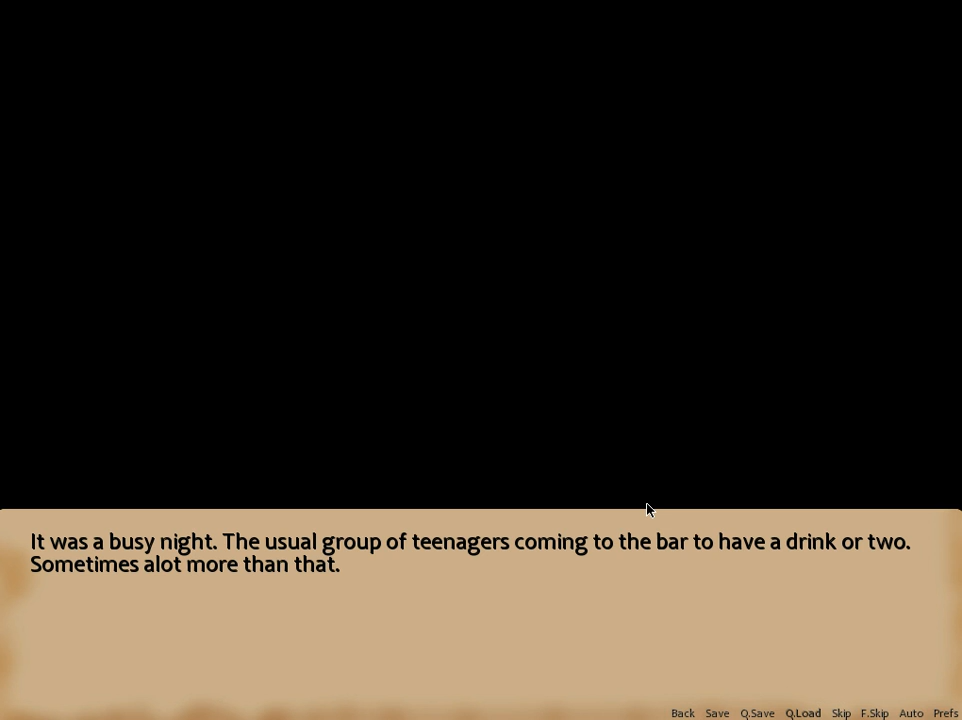 It was a busy night. The usual group of teenagers coming to the bar to have a drink or two.
Sometimes alot more than that.
Back Save Q.Save Q.Load Skip F.Skip Auto Prefs